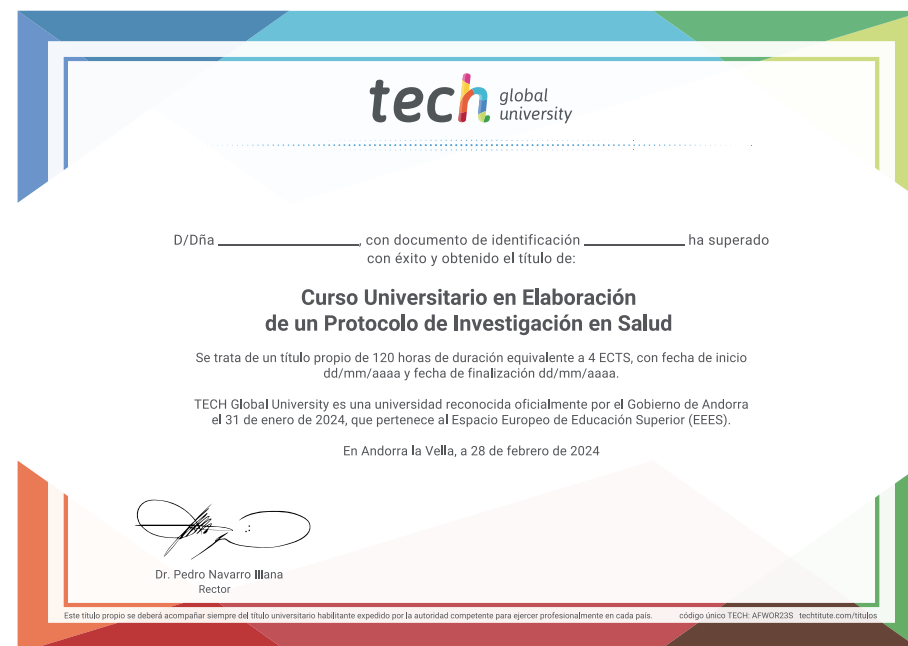 tech global university
D/Dña ____________________, con documento de identificación ______________ ha superado
con éxito y obtenido el título de:
Curso Universitario en Elaboración
de un Protocolo de Investigación en Salud
Se trata de un título propio de 120 horas de duración equivalente a 4 ECTS, con fecha de inicio
dd/mm/aaaa y fecha de finalización dd/mm/aaaa.
TECH Global University es una universidad reconocida oficialmente por el Gobierno de Andorra
el 31 de enero de 2024, que pertenece al Espacio Europeo de Educación Superior (EEES).
En Andorra la Vella, a 28 de febrero de 2024
Dr. Pedro Navarro Illana
Rector
Este título propio se deberá acompañar siempre del título universitario habilitante expedido por la autoridad competente para ejercer profesionalmente en cada país. código único TECH: AFWOR23S techtitute.com/titulos